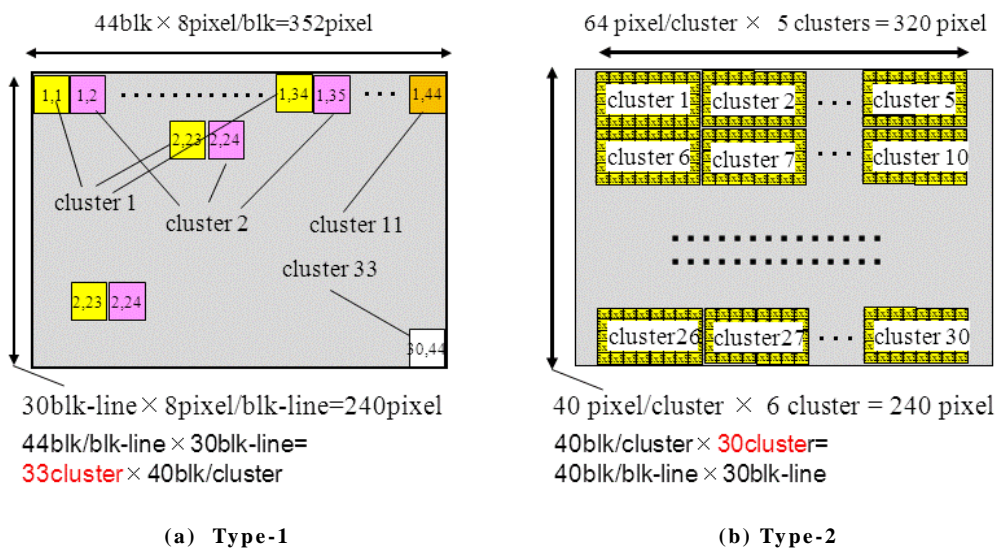 44blk × 8pixel/blk=352pixel
1,1 1,2 1,34 1,35 1,44
2,23 2,24
cluster 1
cluster 2
cluster 11
cluster 33
2,23 2,24
30,44
30blk-line × 8pixel/blk-line=240pixel
44blk/blk-line × 30blk-line=
33cluster × 40blk/cluster
(a) Type-1
64 pixel/cluster × 5 clusters = 320 pixel
cluster 1 cluster 2 ··· cluster 5
cluster 6 cluster 7 ··· cluster 10
cluster26 cluster27 ··· cluster 30
40 pixel/cluster × 6 cluster = 240 pixel
40blk/cluster × 30cluster=
40blk/blk-line × 30blk-line
(b) Type-2